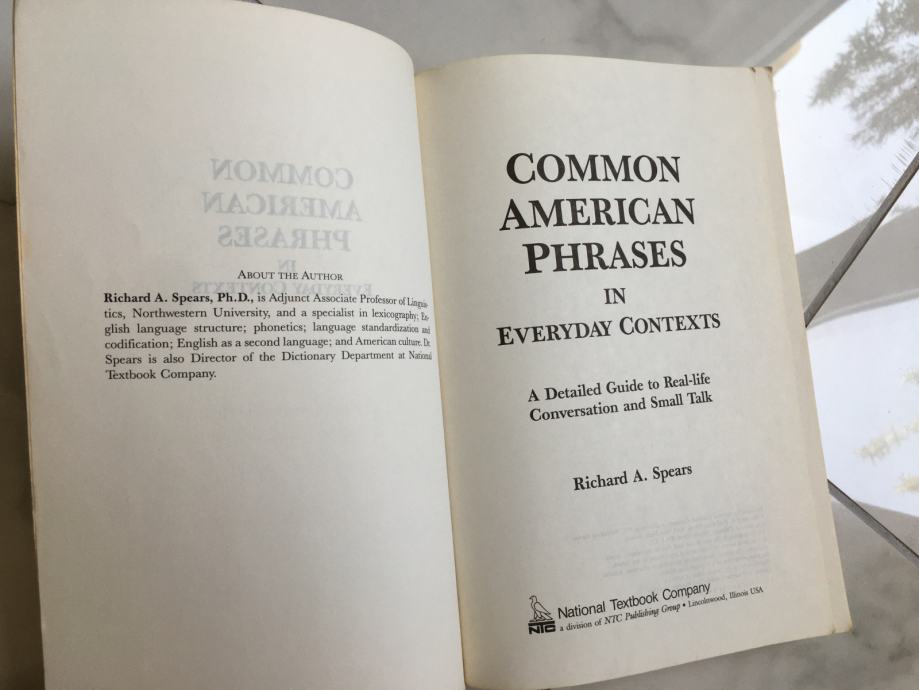 ABOUT THE AUTHOR
Richard A. Spears, Ph.D., is Adjunct Associate Professor of Linguis-
tics, Northwestern University, and a specialist in lexicography; En-
glish language structure; phonetics; language standardization and
codification; English as a second language; and American culture. Dr.
Spears is also Director of the Dictionary Department at National
Textbook Company.
COMMON
AMERICAN
PHRASES
IN
EVERYDAY CONTEXTS
A Detailed Guide to Real-life
Conversation and Small Talk
Richard A. Spears
NTC
National Textbook Company
a division of NTC Publishing Group • Lincolnwood, Illinois USA